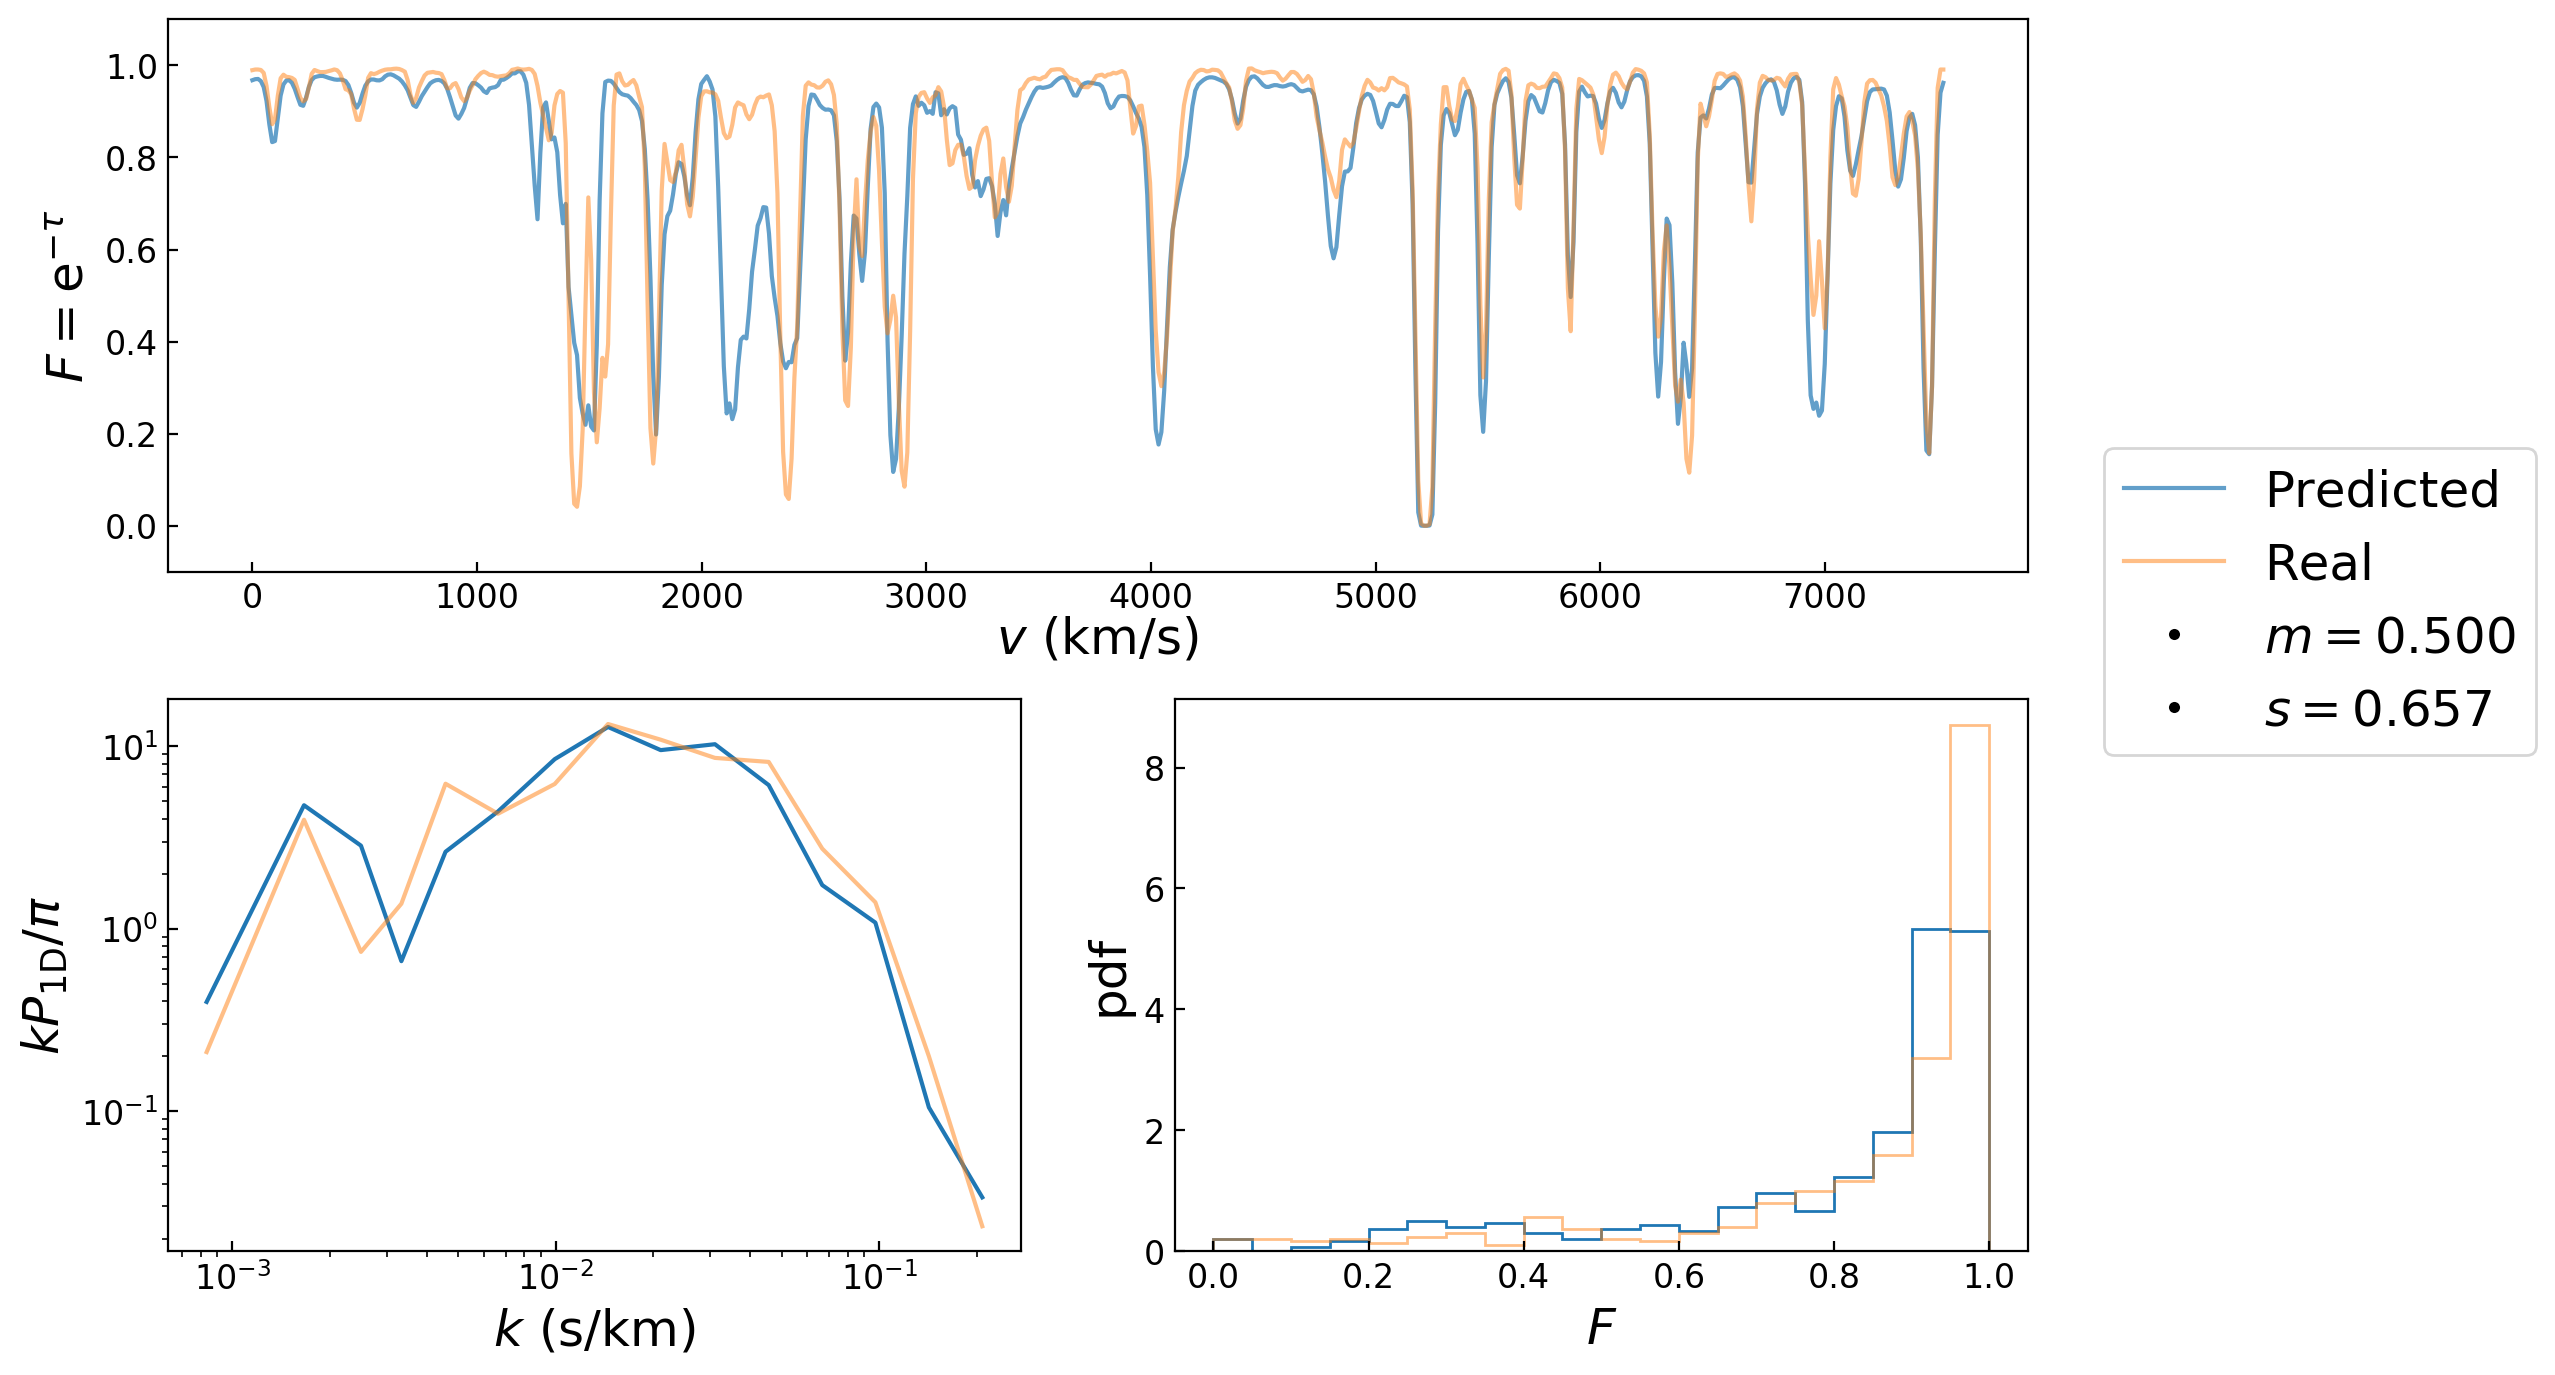 1.0
0.8
0.6
0.4
0.2
0.0
F = e^{−τ}
0 1000 2000 3000 4000 5000 6000 7000
v (km/s)
Predicted
Real
m = 0.500
s = 0.657
10^1
10^0
10^{−1}
kP_{1D}/π
10^{−3} 10^{−2} 10^{−1}
k (s/km)
8
6
4
2
0
pdf
0.0 0.2 0.4 0.6 0.8 1.0
F